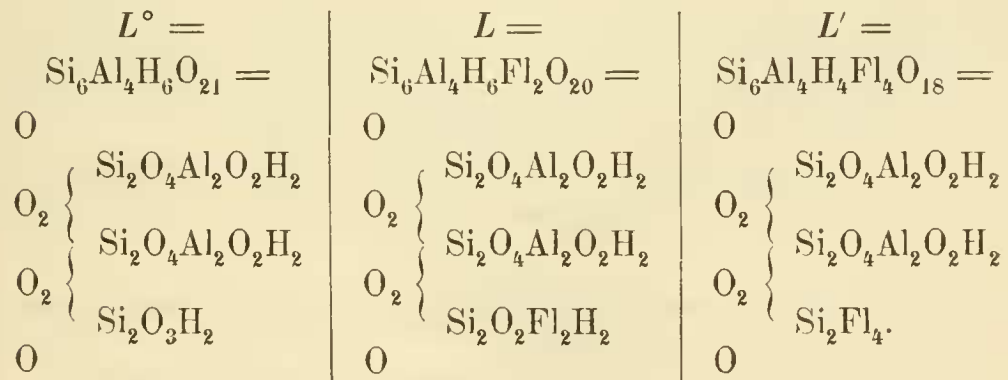 L° = | L = | L′ =
Si₆Al₄H₆O₂₁ = | Si₆Al₄H₆Fl₂O₂₀ = | Si₆Al₄H₄Fl₄O₁₈ =
O | O | O
Si₂O₄Al₂O₂H₂ | Si₂O₄Al₂O₂H₂ | Si₂O₄Al₂O₂H₂
O₂ { | O₂ { | O₂ {
Si₂O₄Al₂O₂H₂ | Si₂O₄Al₂O₂H₂ | Si₂O₄Al₂O₂H₂
O₂ { | O₂ { | O₂ {
Si₂O₃H₂ | Si₂O₂Fl₂H₂ | Si₂Fl₄.
O | O | O